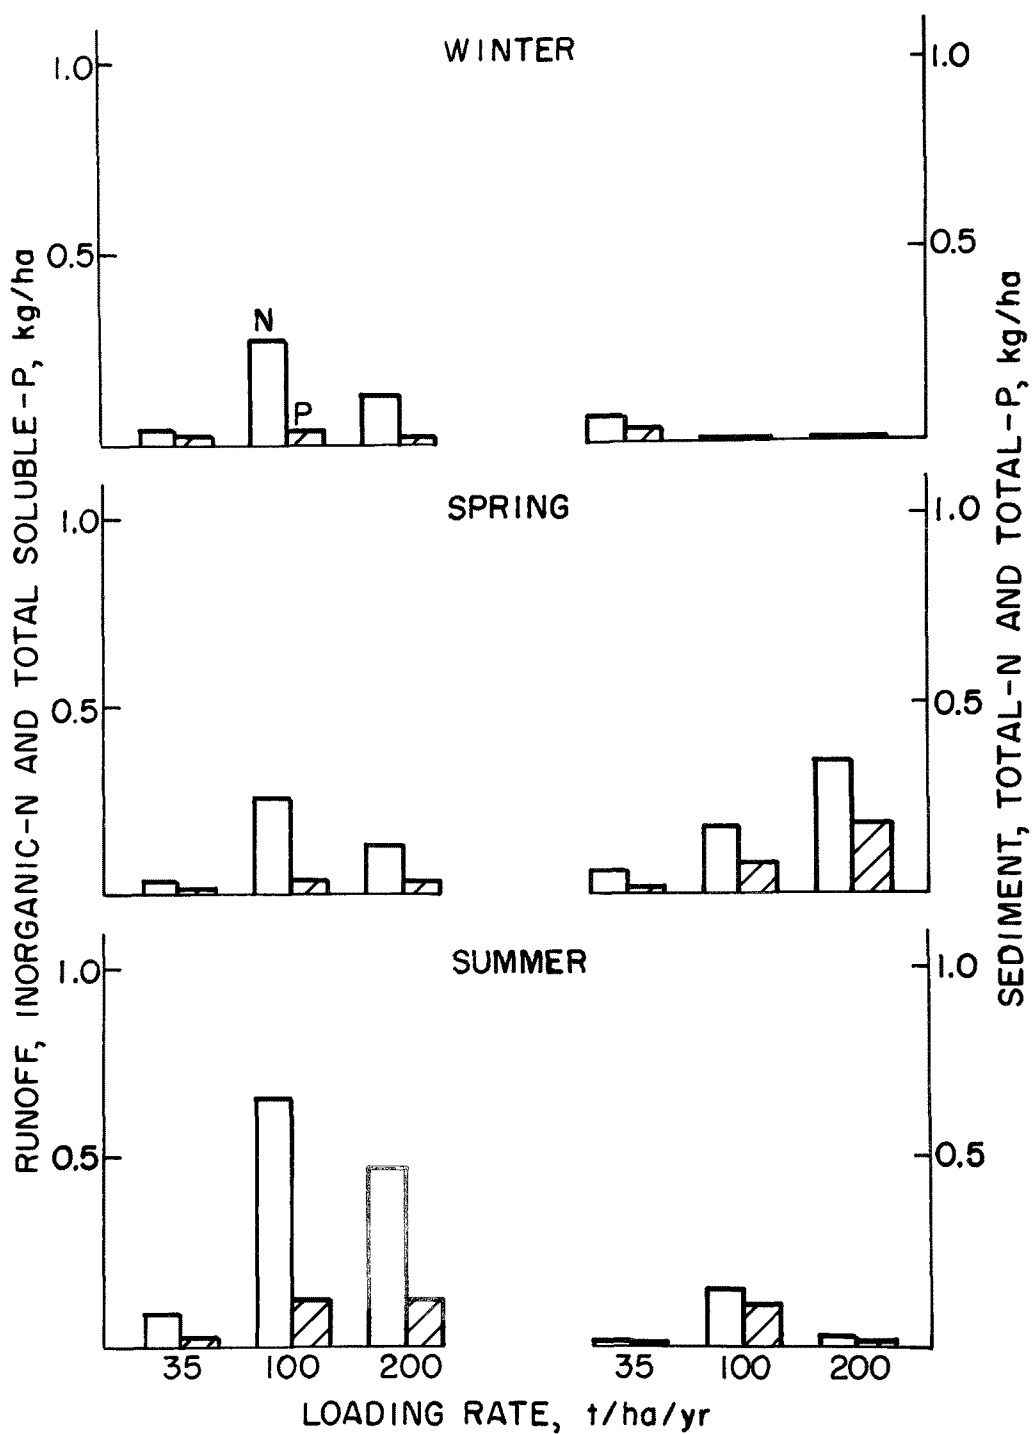 WINTER
1.0
1.0
0.5
0.5
N
P
SPRING
1.0
1.0
0.5
0.5
SUMMER
1.0
1.0
0.5
0.5
35 100 200 35 100 200
LOADING RATE, t/ha/yr
RUNOFF, INORGANIC-N AND TOTAL SOLUBLE-P, kg/ha
SEDIMENT, TOTAL-N AND TOTAL-P, kg/ha